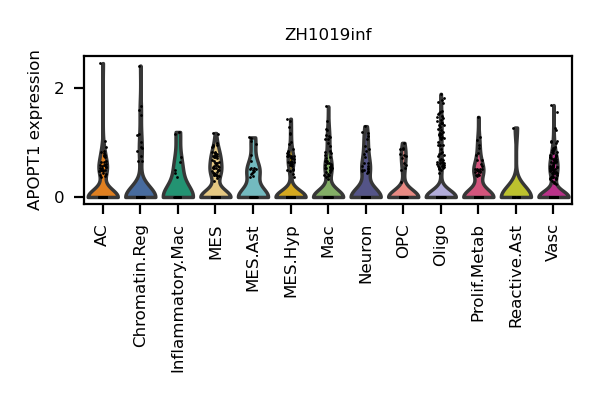 ZH1019inf
APOPT1 expression
2
0
AC
Chromatin.Reg
Inflammatory.Mac
MES
MES.Ast
MES.Hyp
Mac
Neuron
OPC
Oligo
Prolif.Metab
Reactive.Ast
Vasc